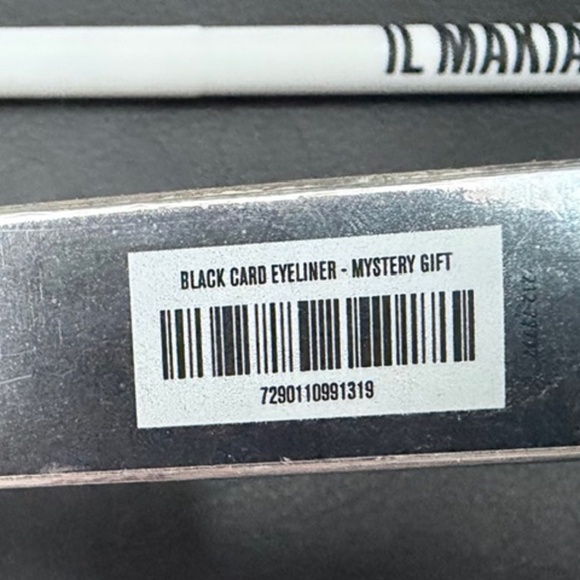 IL MAKIA
BLACK CARD EYELINER - MYSTERY GIFT
7290110991319